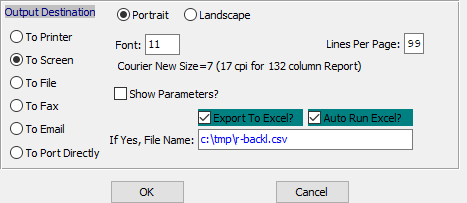 Output Destination
Portrait
Landscape
To Printer
To Screen
To File
To Fax
To Email
To Port Directly
Font: 11
Lines Per Page: 99
Courier New Size=7 (17 cpi for 132 column Report)
Show Parameters?
Export To Excel?
Auto Run Excel?
If Yes, File Name: c:\tmp\r-backl.csv
OK
Cancel